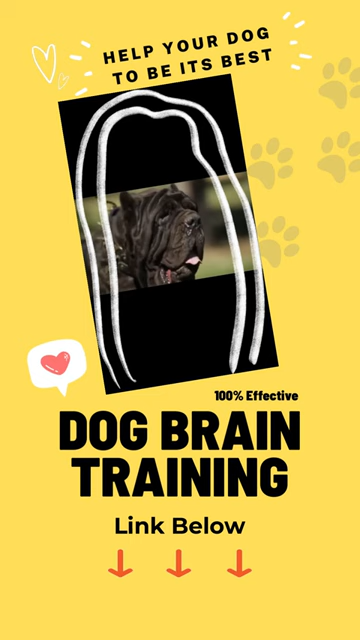 HELP YOUR DOG
TO BE ITS BEST
100% Effective
DOG BRAIN
TRAINING
Link Below